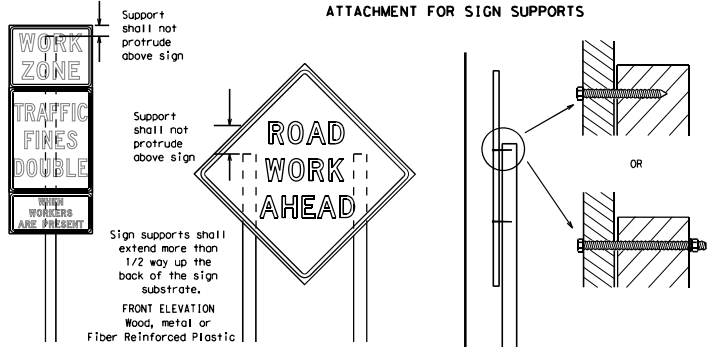 ATTACHMENT FOR SIGN SUPPORTS
Support
shall not
protrude
above sign
WORK
ZONE
TRAFFIC
FINES
DOUBLE
WHEN
WORKERS
ARE PRESENT
Support
shall not
protrude
above sign
ROAD
WORK
AHEAD
Sign supports shall
extend more than
1/2 way up the
back of the sign
substrate.
FRONT ELEVATION
Wood, metal or
Fiber Reinforced Plastic
OR